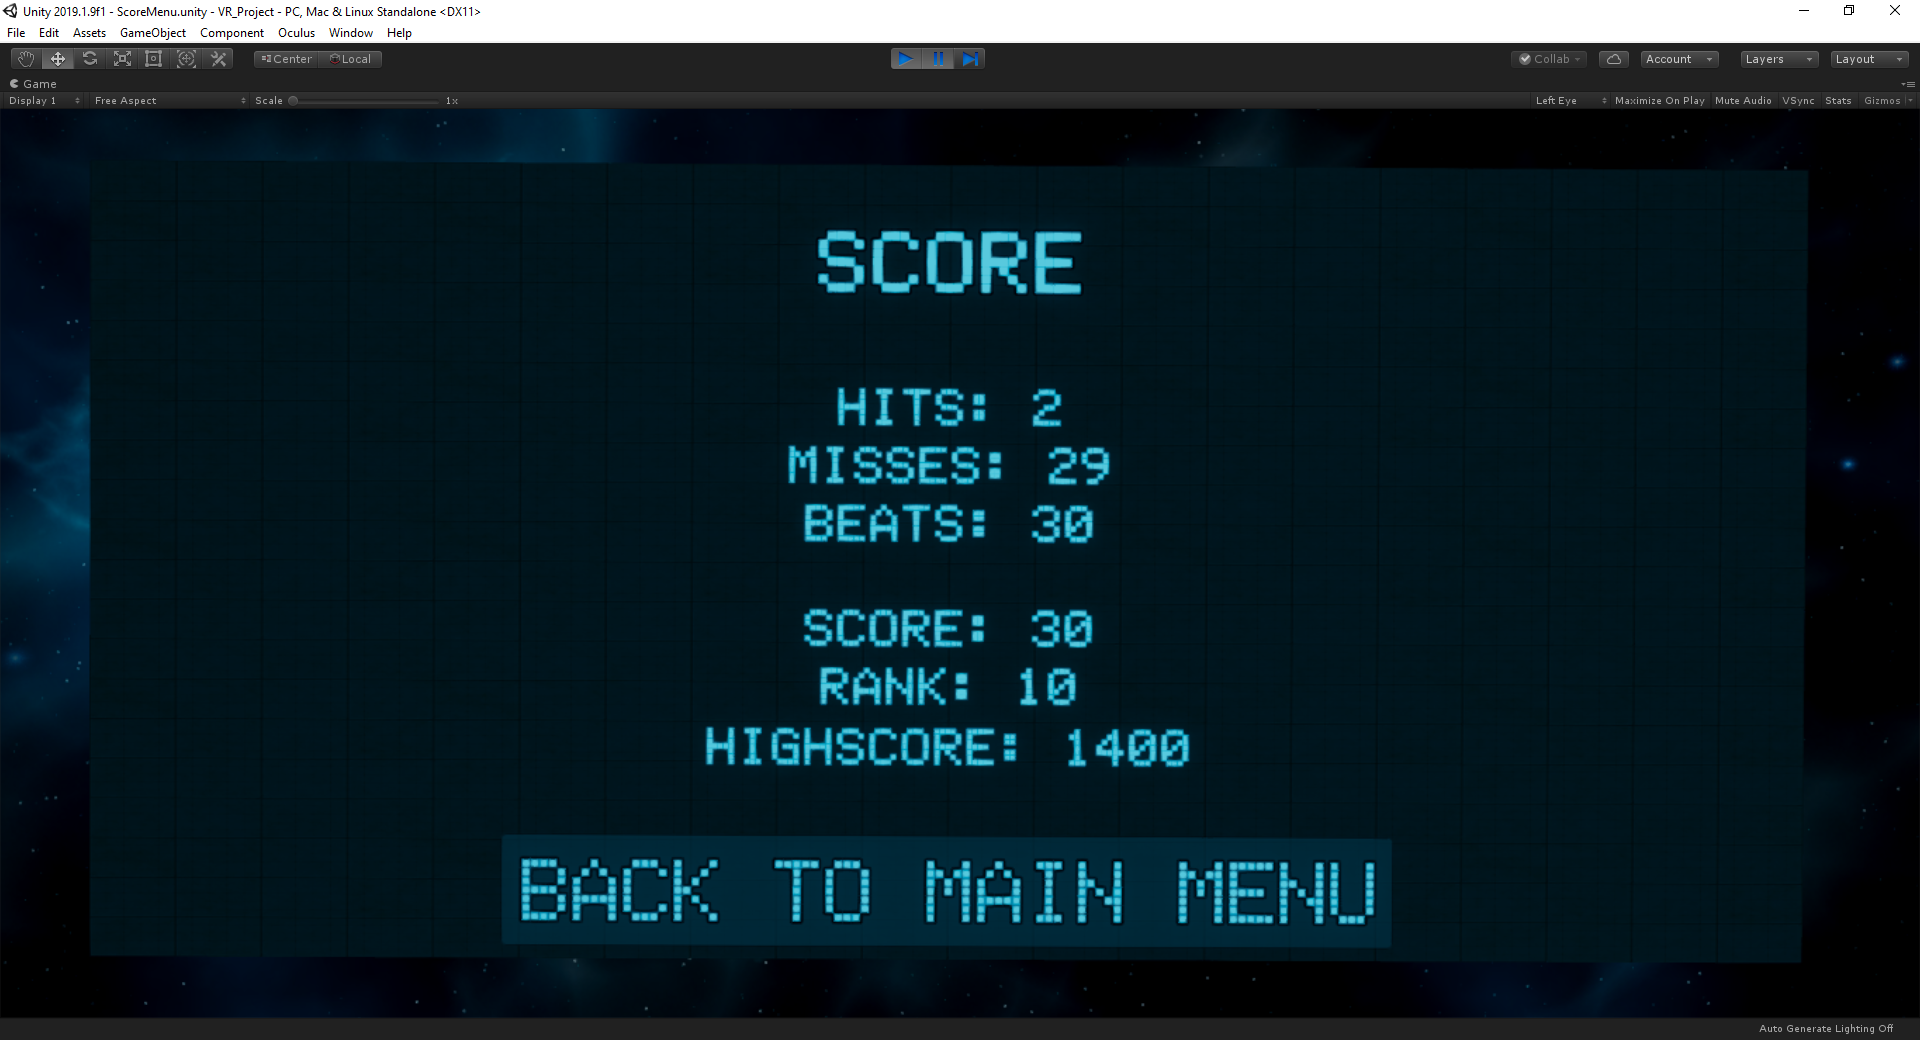 Unity 2019.1.9f1 - ScoreMenu.unity - VR_Project - PC, Mac & Linux Standalone <DX11>
File Edit Assets GameObject Component Oculus Window Help
Center Local Collab Account Layers Layout
Game
Display 1 Free Aspect Scale 1x Left Eye Maximize On Play Mute Audio VSync Stats Gizmos
SCORE
HITS: 2
MISSES: 29
BEATS: 30
SCORE: 30
RANK: 10
HIGHSCORE: 1400
BACK TO MAIN MENU
Auto Generate Lighting Off